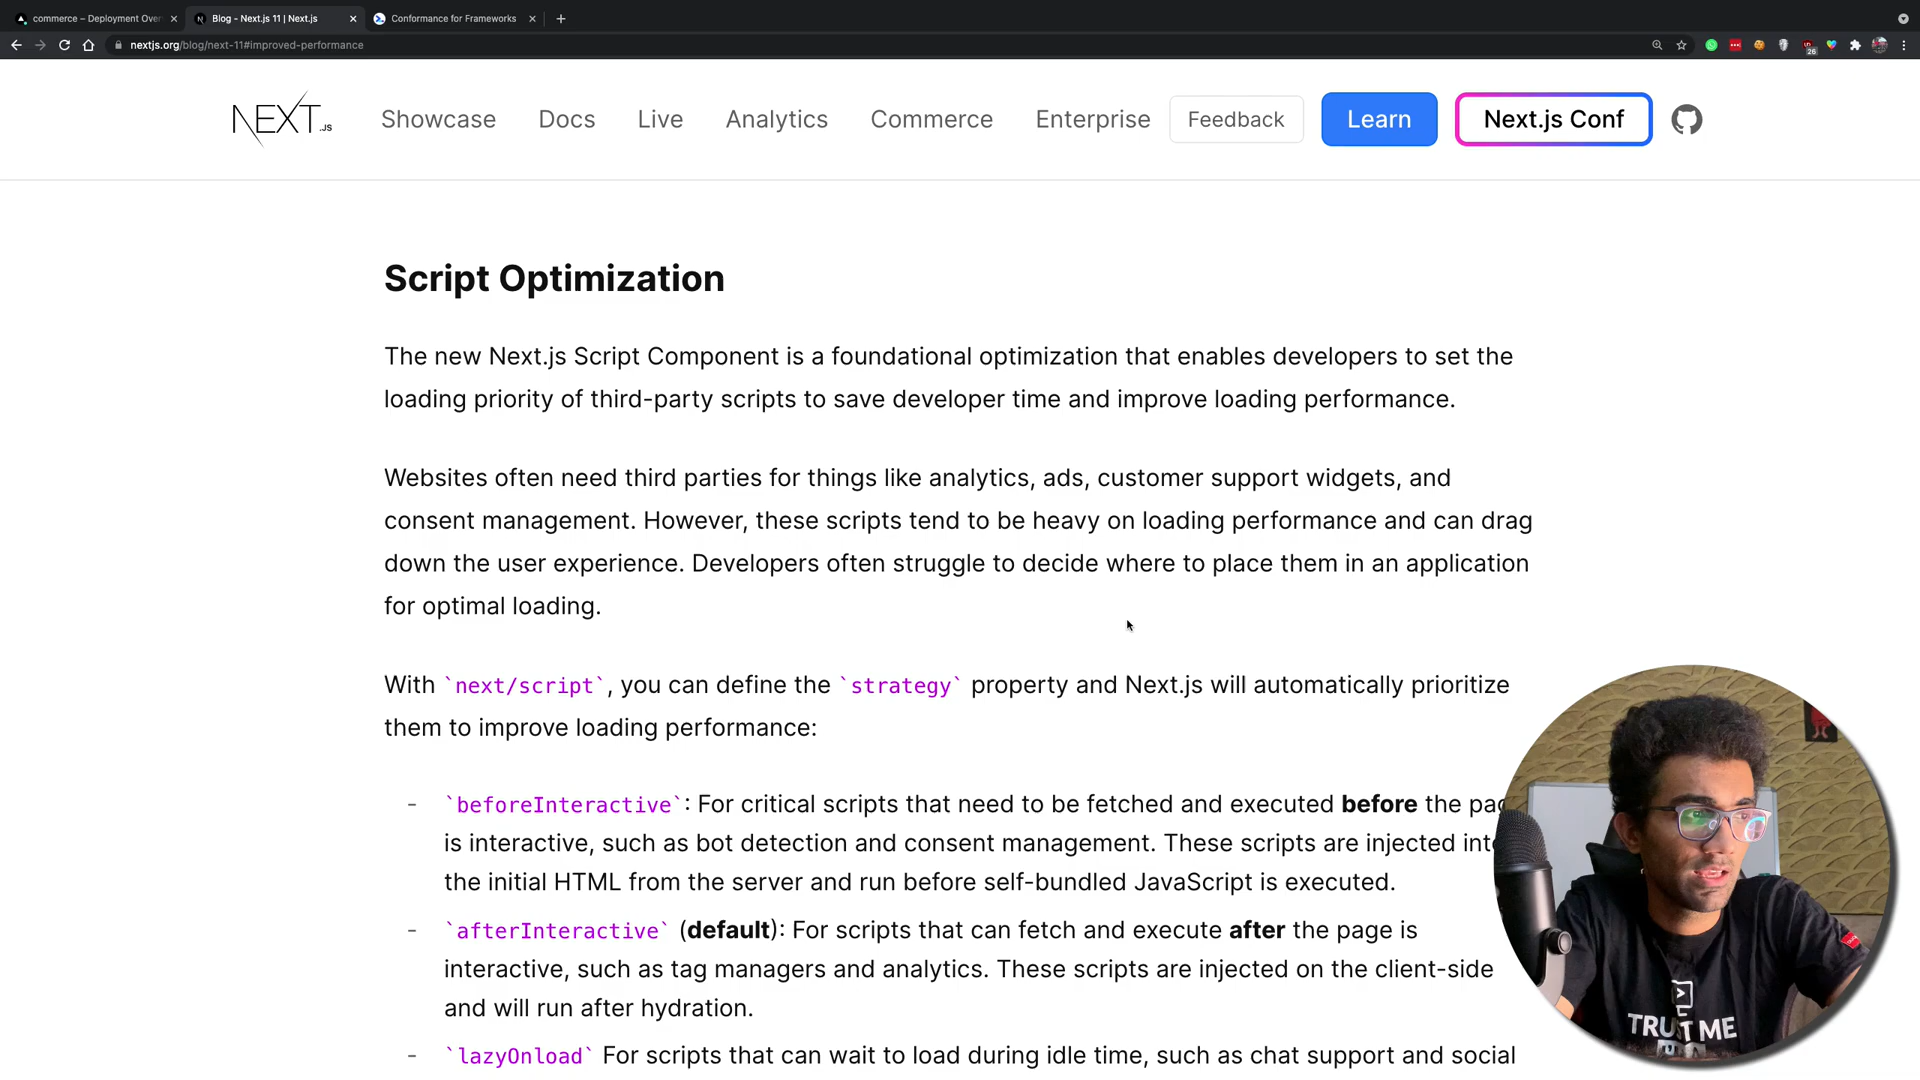 commerce – Deployment Over
Blog - Next.js 11 | Next.js
Conformance for Frameworks
nextjs.org/blog/next-11#improved-performance
26
NEXT.JS
Showcase
Docs
Live
Analytics
Commerce
Enterprise
Feedback
Learn
Next.js Conf
Script Optimization
The new Next.js Script Component is a foundational optimization that enables developers to set the
loading priority of third-party scripts to save developer time and improve loading performance.
Websites often need third parties for things like analytics, ads, customer support widgets, and
consent management. However, these scripts tend to be heavy on loading performance and can drag
down the user experience. Developers often struggle to decide where to place them in an application
for optimal loading.
With `next/script`, you can define the `strategy` property and Next.js will automatically prioritize
them to improve loading performance:
- `beforeInteractive`: For critical scripts that need to be fetched and executed before the pag
is interactive, such as bot detection and consent management. These scripts are injected into
the initial HTML from the server and run before self-bundled JavaScript is executed.
- `afterInteractive` (default): For scripts that can fetch and execute after the page is
interactive, such as tag managers and analytics. These scripts are injected on the client-side
and will run after hydration.
- `lazyOnload` For scripts that can wait to load during idle time, such as chat support and social
TRUST ME